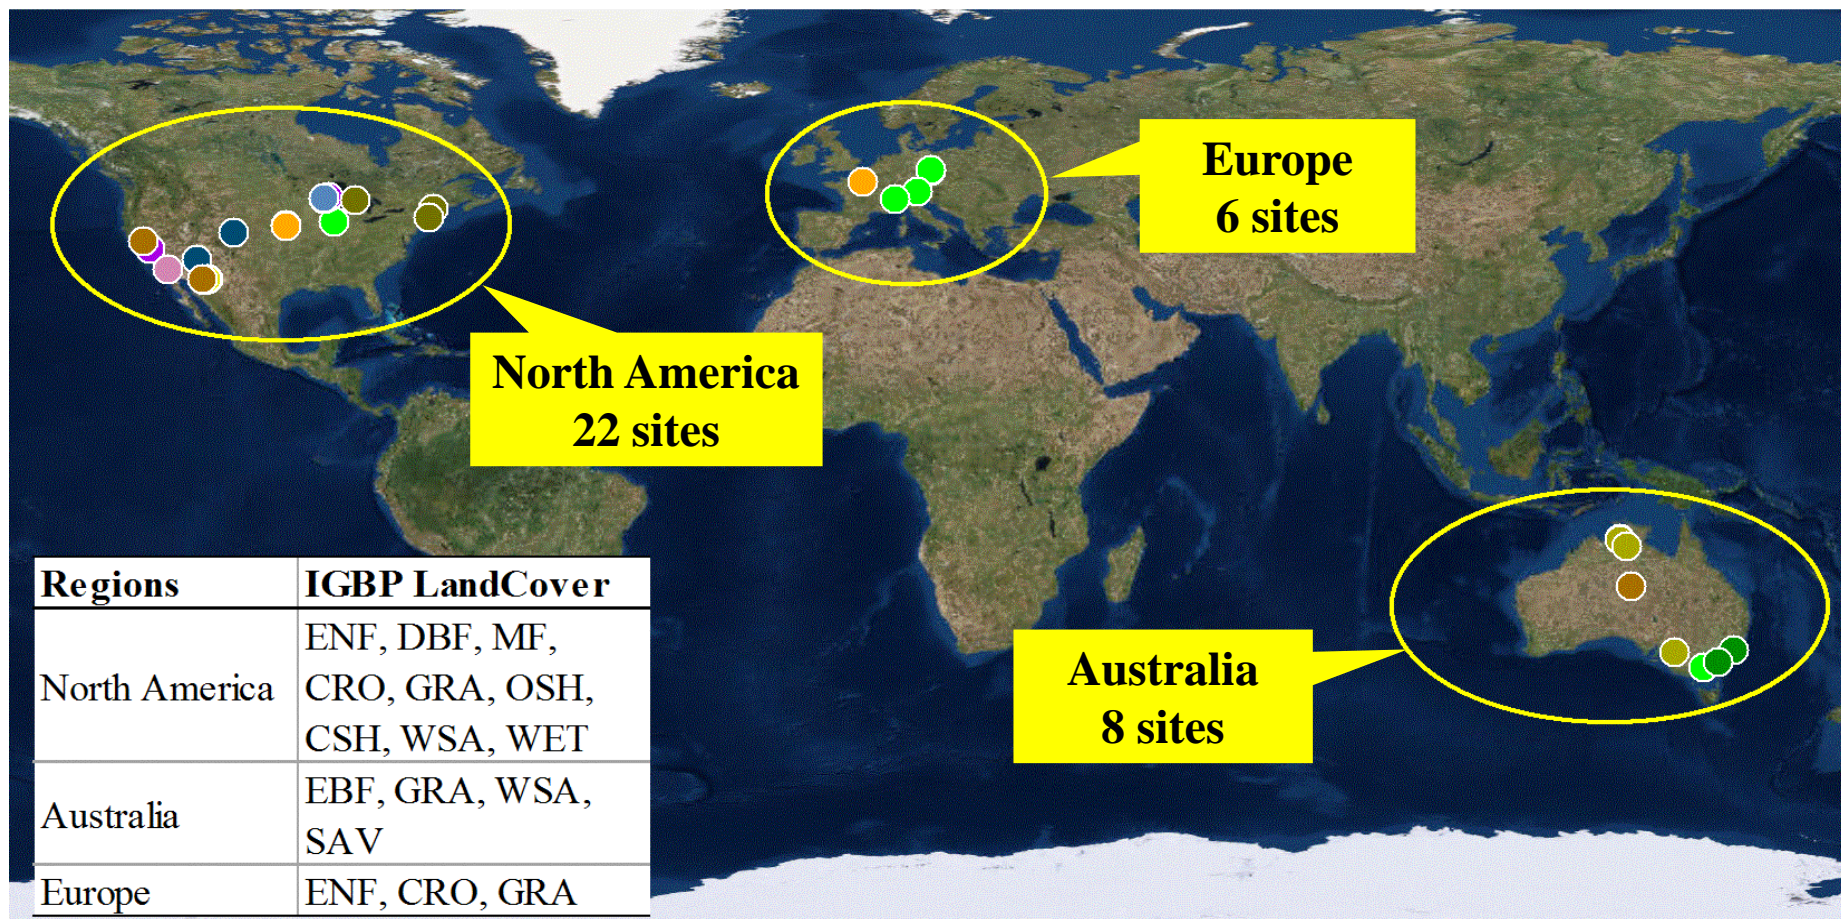 Europe
6 sites
North America
22 sites
Australia
8 sites
Regions IGBP LandCover
North America ENF, DBF, MF,
CRO, GRA, OSH,
CSH, WSA, WET
Australia EBF, GRA, WSA,
SAV
Europe ENF, CRO, GRA